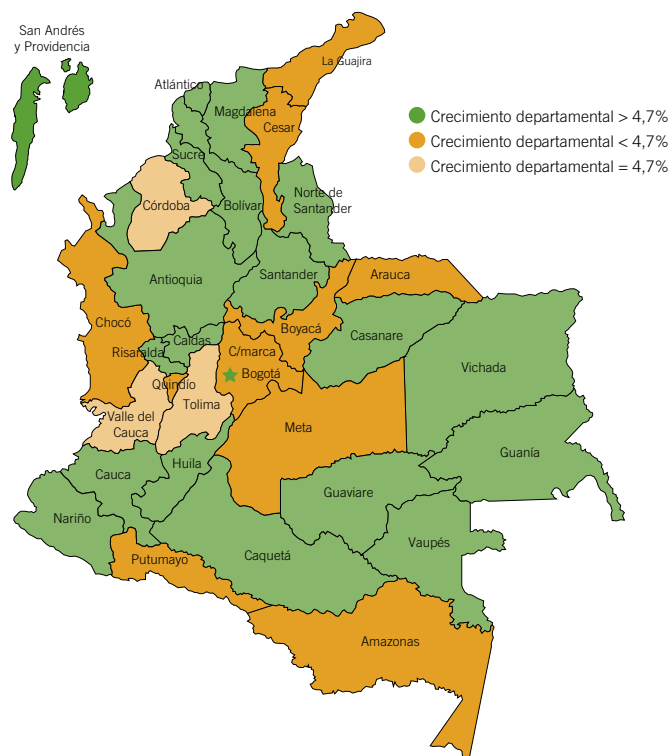 San Andrés
y Providencia
La Guajira
Atlántico
Magdalena
Cesar
Crecimiento departamental > 4,7%
Crecimiento departamental < 4,7%
Crecimiento departamental = 4,7%
Sucre
Córdoba
Bolívar
Norte de
Santander
Antioquia
Santander
Arauca
Chocó
Boyacá
Casanare
Risaralda
Caldas
C/marca
Vichada
Quindío
Bogotá
Tolima
Valle del
Cauca
Meta
Guanía
Cauca
Huila
Guaviare
Nariño
Vaupés
Putumayo
Caquetá
Amazonas